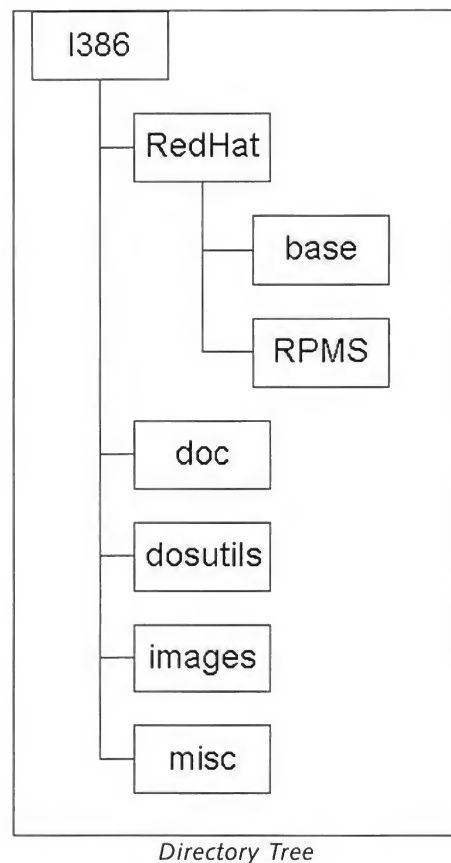 I386
RedHat
base
RPMS
doc
dosutils
images
misc
Directory Tree